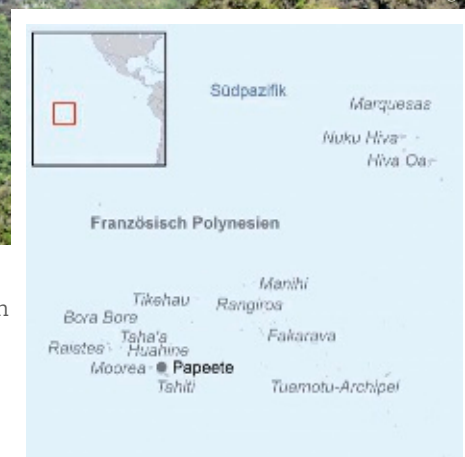 Südpazifik
Marquesas
Nuku Hiva
Hiva Oa
Französisch Polynesien
Manihi
Tikehau
Rangiroa
Bora Bora
Taha'a
Fakarava
Raiatea
Huahine
Moorea
Papeete
Tahiti
Tuamotu-Archipel